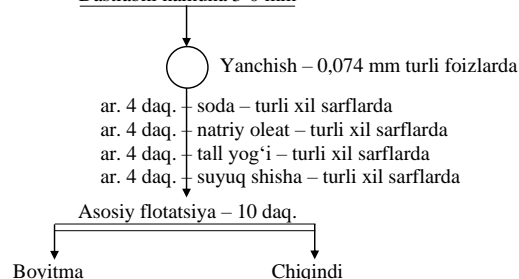 Yanchish – 0,074 mm turli foizlarda
ar. 4 daq. – soda – turli xil sarflarda
ar. 4 daq. – natriy oleat – turli xil sarflarda
ar. 4 daq. – tall yog‘i – turli xil sarflarda
ar. 4 daq. – suyuq shisha – turli xil sarflarda
Asosiy flotatsiya – 10 daq.
Boyitma Chiqindi